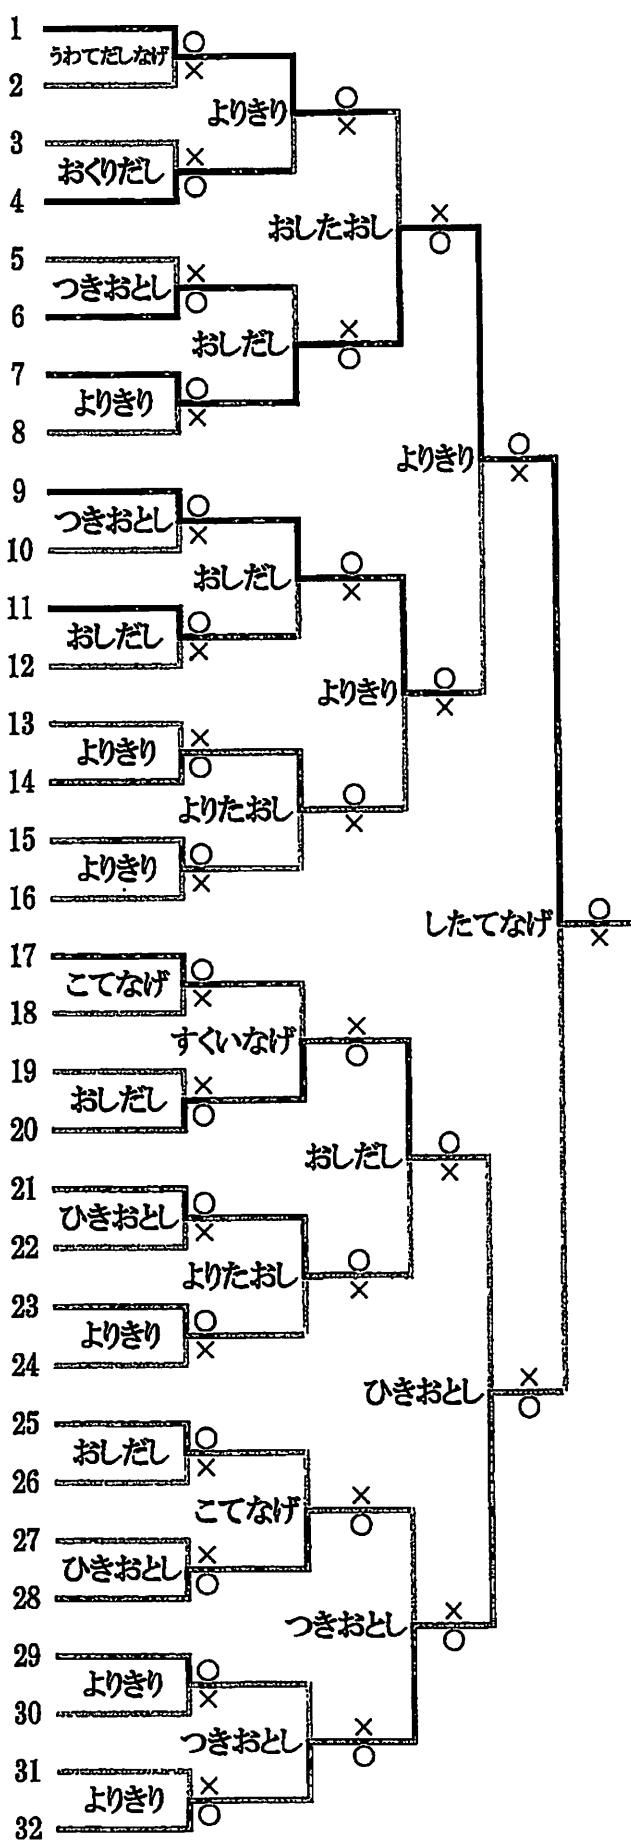 1
うわてだしなげ ○
×
2
よりきり ○
×
3
おくりだし ×
○
4
おしたおし ×
○
5
つきおとし ×
○
6
おしだし ×
○
7
よりきり ○
×
8
よりきり ○
×
9
つきおとし ○
×
10
おしだし ○
×
11
おしだし ○
×
12
よりきり ○
×
13
よりきり ×
○
14
よりたおし ○
×
15
よりきり ○
×
16
したてなげ ○
×
17
こてなげ ○
×
18
すくいなげ ×
○
19
おしだし ×
○
20
おしだし ○
×
21
ひきおとし ○
×
22
よりたおし ○
×
23
よりきり ○
×
24
ひきおとし ×
○
25
おしだし ○
×
26
こてなげ ×
○
27
ひきおとし ×
○
28
つきおとし ×
○
29
よりきり ○
×
30
つきおとし ×
○
31
よりきり ×
○
32